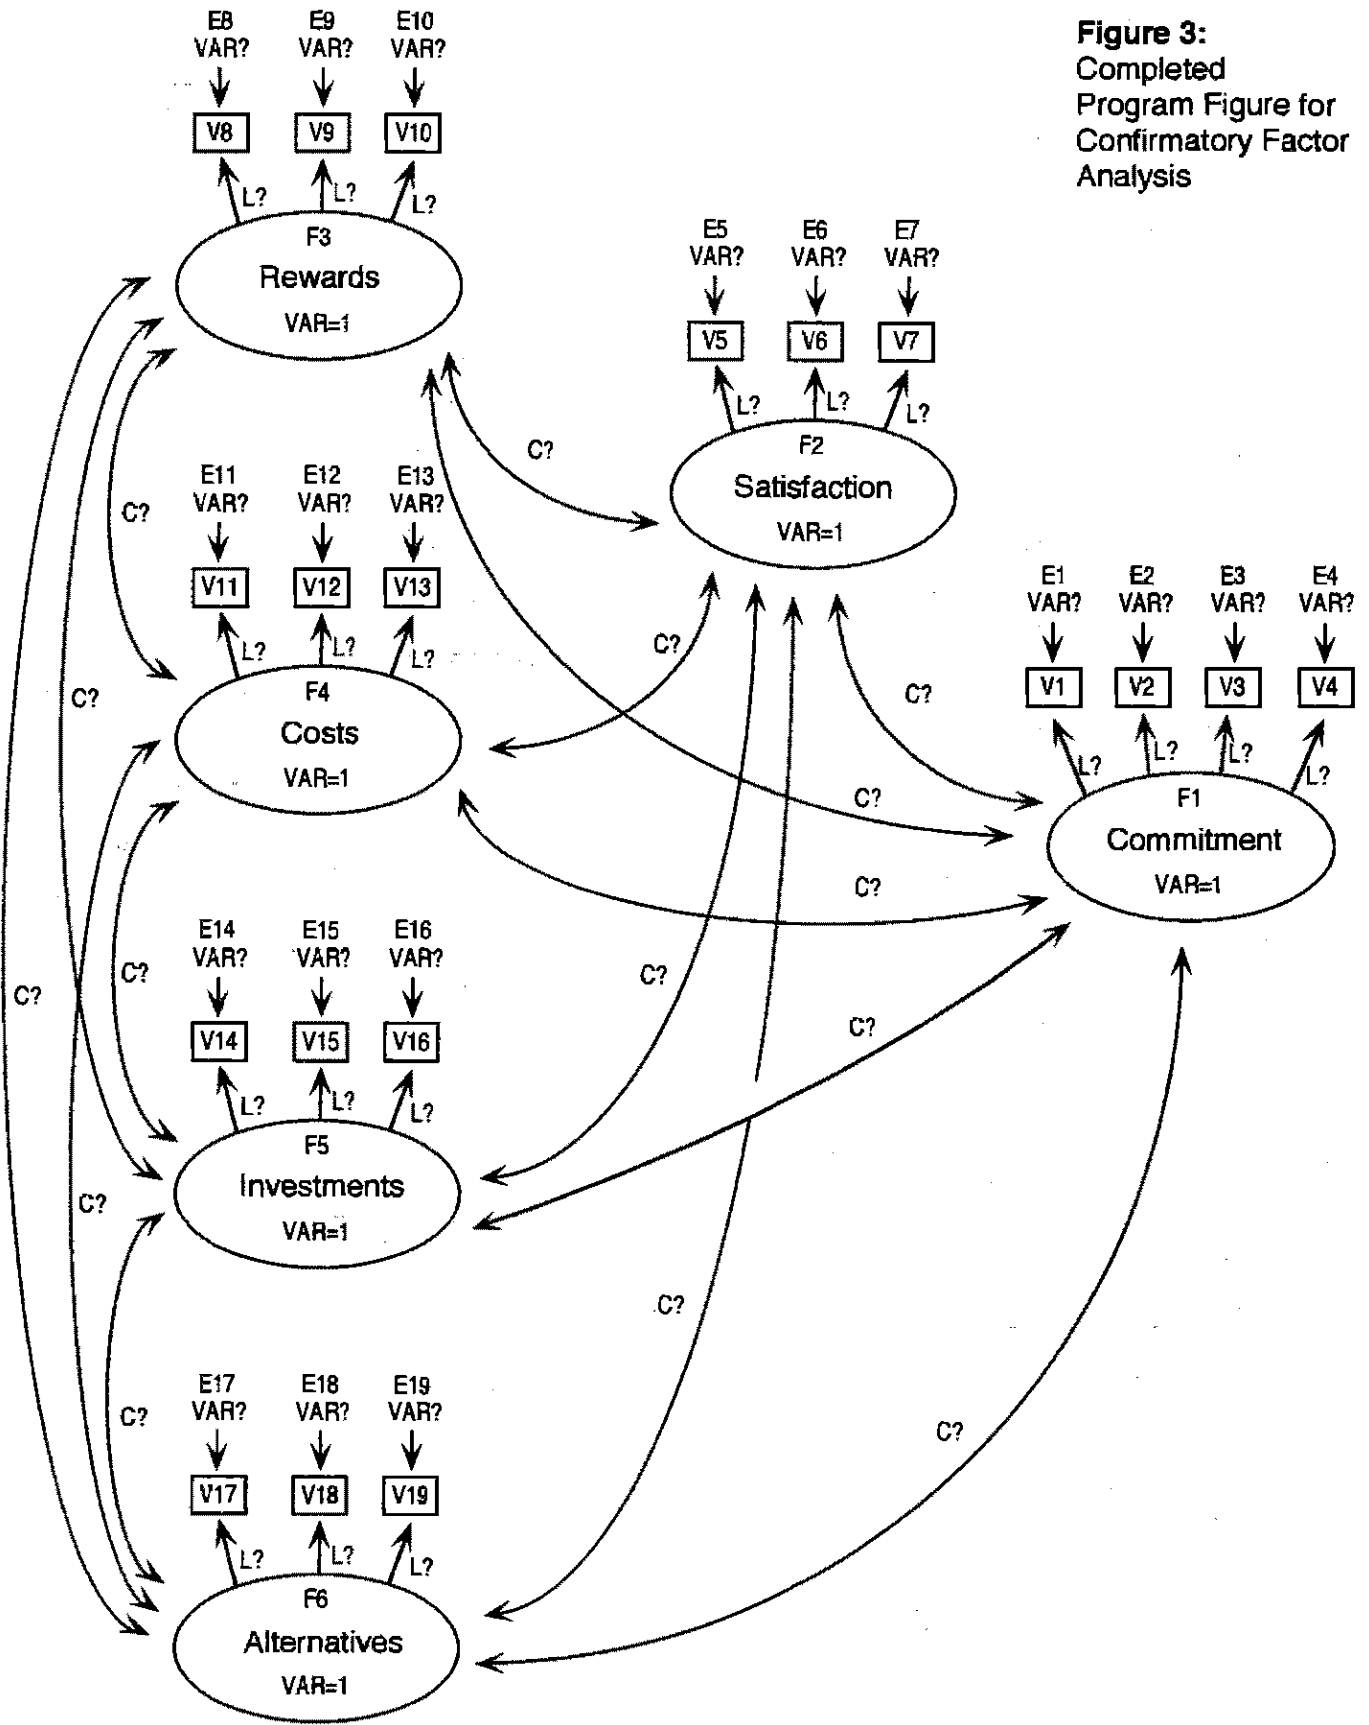 Figure 3:
Completed
Program Figure for
Confirmatory Factor
Analysis
E8 E9 E10
VAR? VAR? VAR?
V8 V9 V10
L? L? L?
F3
Rewards
VAR=1
E5 E6 E7
VAR? VAR? VAR?
V5 V6 V7
L? L? L?
F2
Satisfaction
VAR=1
C?
E11 E12 E13
VAR? VAR? VAR?
C?
V11 V12 V13
L? L? L?
F4
Costs
VAR=1
C?
C?
C?
E1 E2 E3 E4
VAR? VAR? VAR? VAR?
V1 V2 V3 V4
L? L? L? L?
F1
Commitment
VAR=1
C?
C?
E14 E15 E16
VAR? VAR? VAR?
C?
C?
C?
C?
V14 V15 V16
L? L? L?
F5
Investments
VAR=1
C?
C?
E17 E18 E19
VAR? VAR? VAR?
C?
C?
V17 V18 V19
L? L? L?
F6
Alternatives
VAR=1